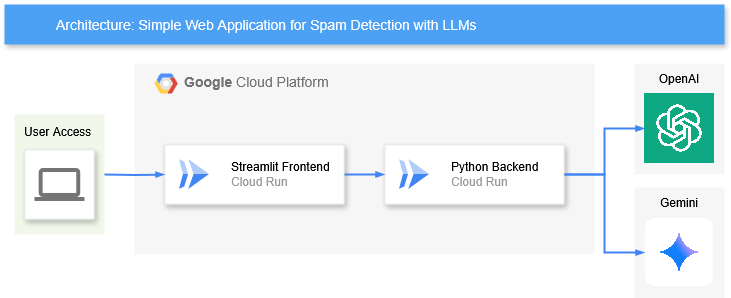 Architecture: Simple Web Application for Spam Detection with LLMs
Google Cloud Platform
OpenAI
User Access
Streamlit Frontend
Cloud Run
Python Backend
Cloud Run
Gemini